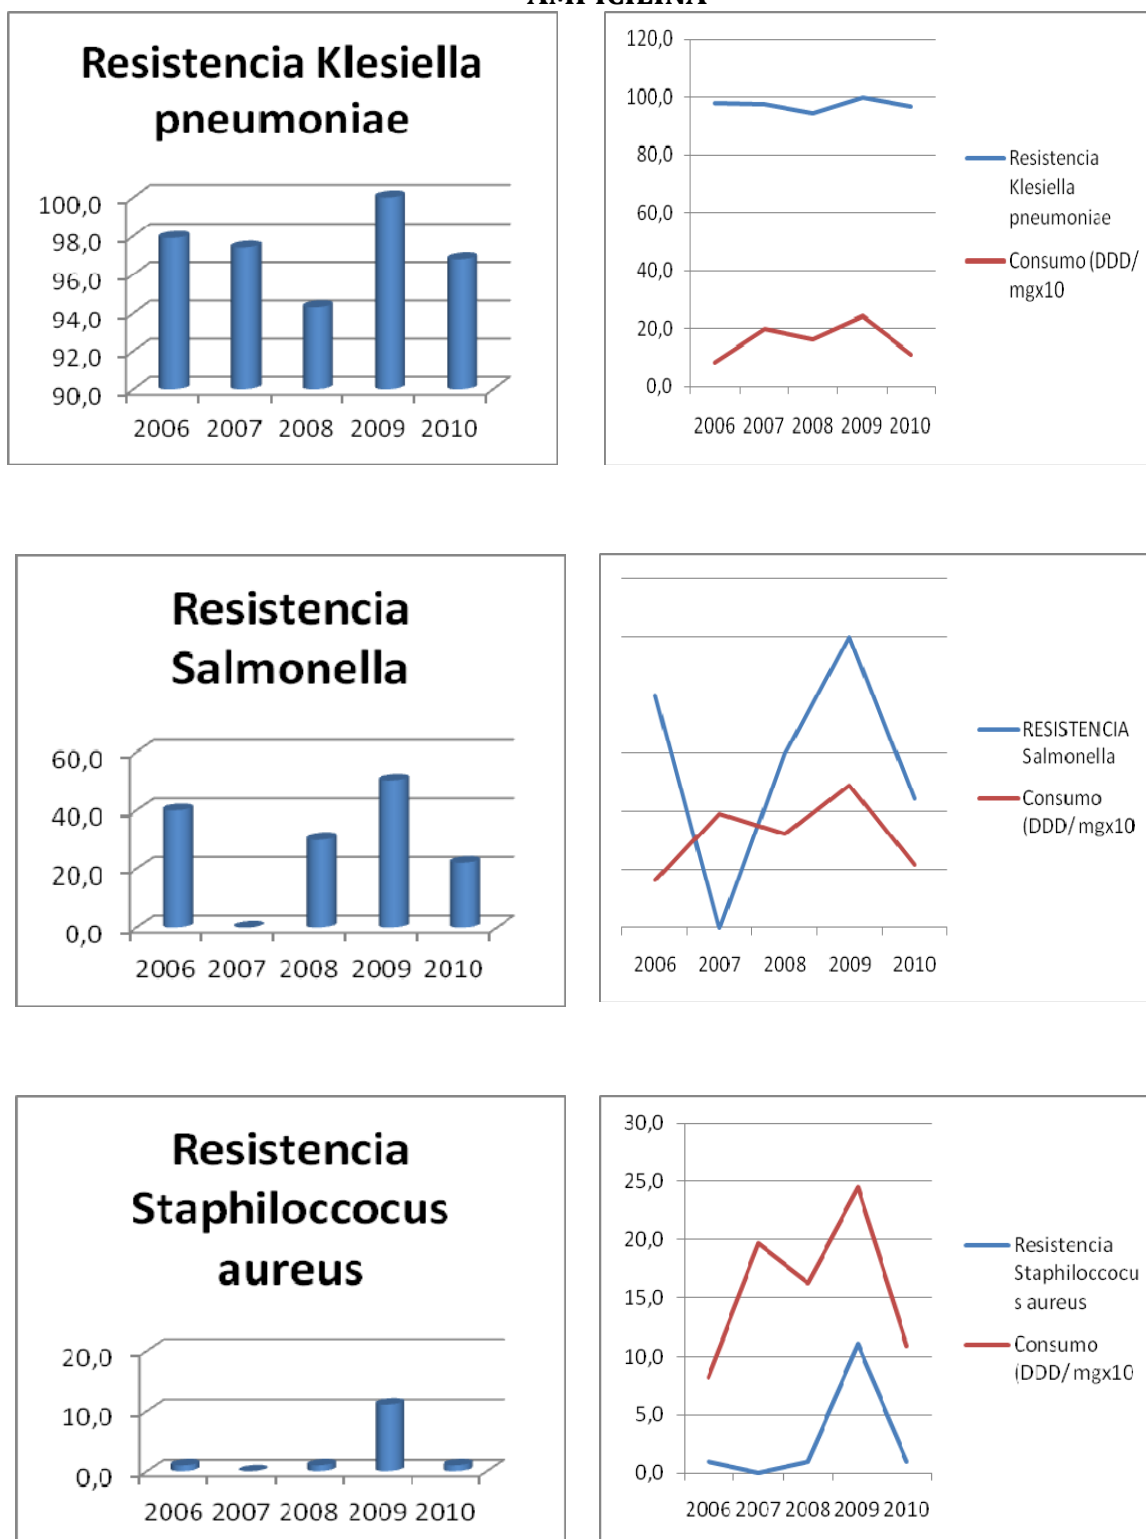 AMPICILINA
Resistencia Klesiella
pneumoniae
100,0
98,0
96,0
94,0
92,0
90,0
2006 2007 2008 2009 2010
120,0
100,0
80,0
60,0
40,0
20,0
0,0
2006 2007 2008 2009 2010
Resistencia
Klesiella
pneumoniae
Consumo (DDD/
mgx10
Resistencia
Salmonella
60,0
40,0
20,0
0,0
2006 2007 2008 2009 2010
2006 2007 2008 2009 2010
RESISTENCIA
Salmonella
Consumo
(DDD/ mgx10
Resistencia
Staphiloccocus
aureus
20,0
10,0
0,0
2006 2007 2008 2009 2010
30,0
25,0
20,0
15,0
10,0
5,0
0,0
2006 2007 2008 2009 2010
Resistencia
Staphiloccocu
s aureus
Consumo
(DDD/ mgx10